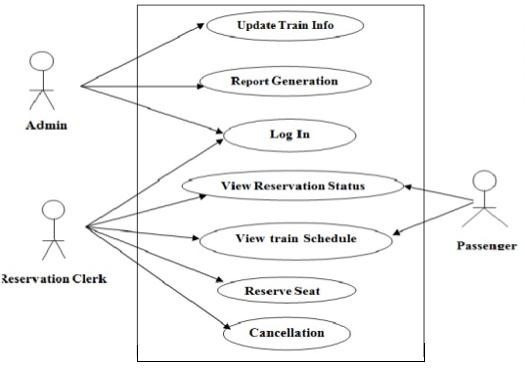 Update Train Info
Report Generation
Admin
Log In
View Reservation Status
View train Schedule
Passenger
Reservation Clerk
Reserve Seat
Cancellation